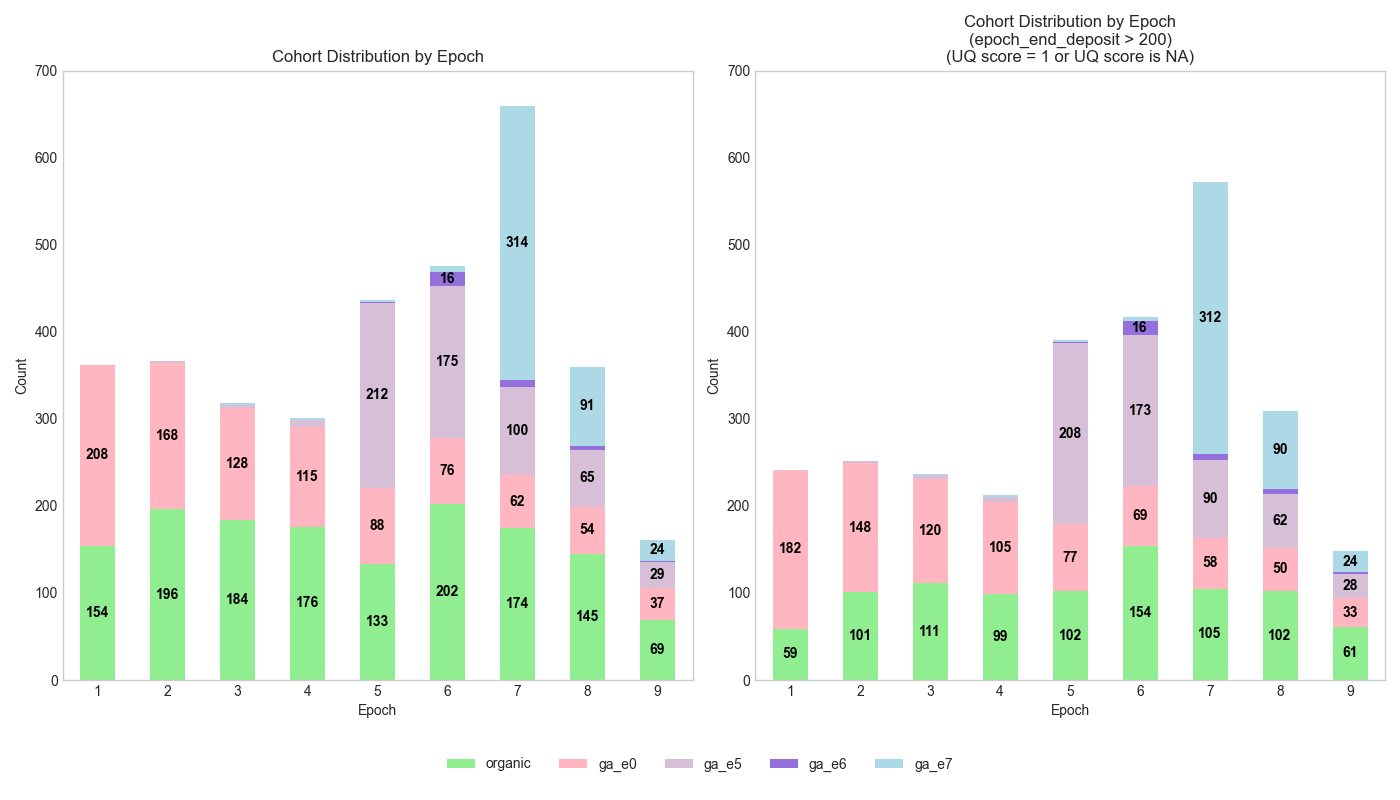 Cohort Distribution by Epoch
700
600
500
400
300
200
100
0
Count
154 196 184 176 133 202 174 145 69
208 168 128 115 88 76 62 54 37
212 175 100 65 29
16
314 91 24
1 2 3 4 5 6 7 8 9
Epoch
Cohort Distribution by Epoch
(epoch_end_deposit > 200)
(UQ score = 1 or UQ score is NA)
700
600
500
400
300
200
100
0
Count
59 101 111 99 102 154 105 102 61
182 148 120 105 77 69 58 50 33
208 173 90 62 28
16
312 90 24
1 2 3 4 5 6 7 8 9
Epoch
organic ga_e0 ga_e5 ga_e6 ga_e7